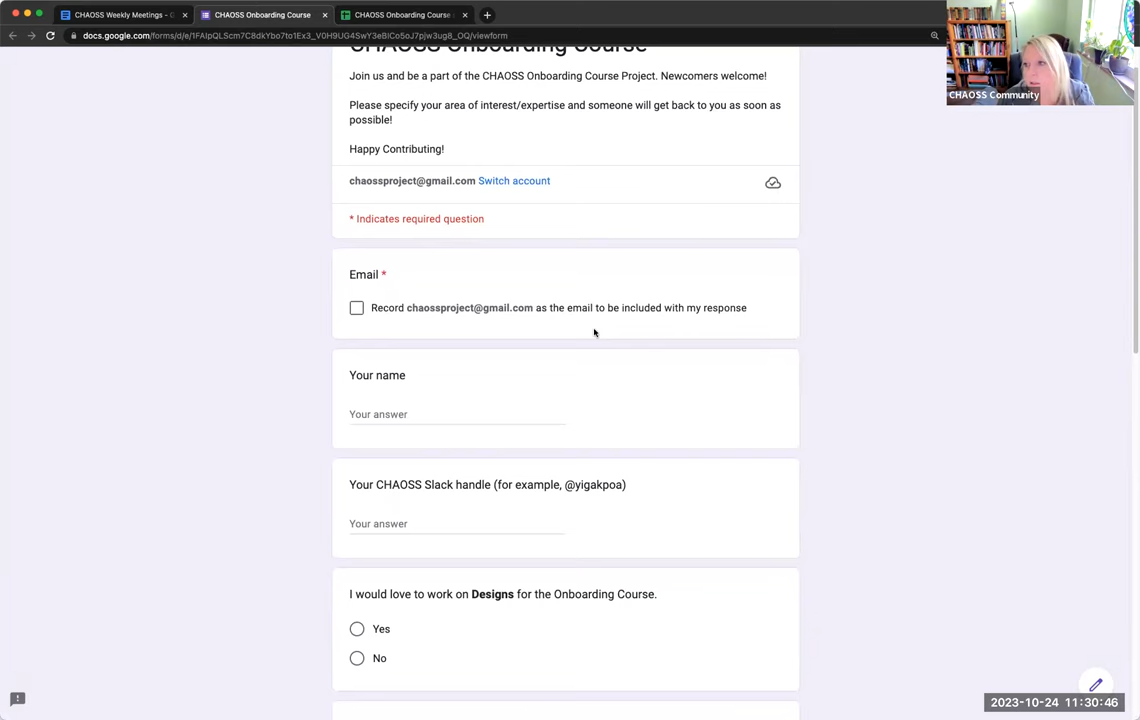 CHAOSS Weekly Meetings -
CHAOSS Onboarding Course
CHAOSS Onboarding Course
docs.google.com/forms/d/e/1FAIpQLScm7C8dkYbo7to1Ex3_V0H9UG4SwY3eBICo5oJ7pjw3ug8_OQ/viewform
CHAOSS Onboarding Course
Join us and be a part of the CHAOSS Onboarding Course Project. Newcomers welcome!
Please specify your area of interest/expertise and someone will get back to you as soon as
possible!
Happy Contributing!
chaossproject@gmail.com Switch account
* Indicates required question
Email *
Record chaossproject@gmail.com as the email to be included with my response
Your name
Your answer
Your CHAOSS Slack handle (for example, @yigakpoa)
Your answer
I would love to work on Designs for the Onboarding Course.
Yes
No
CHAOSS Community
2023-10-24 11:30:46